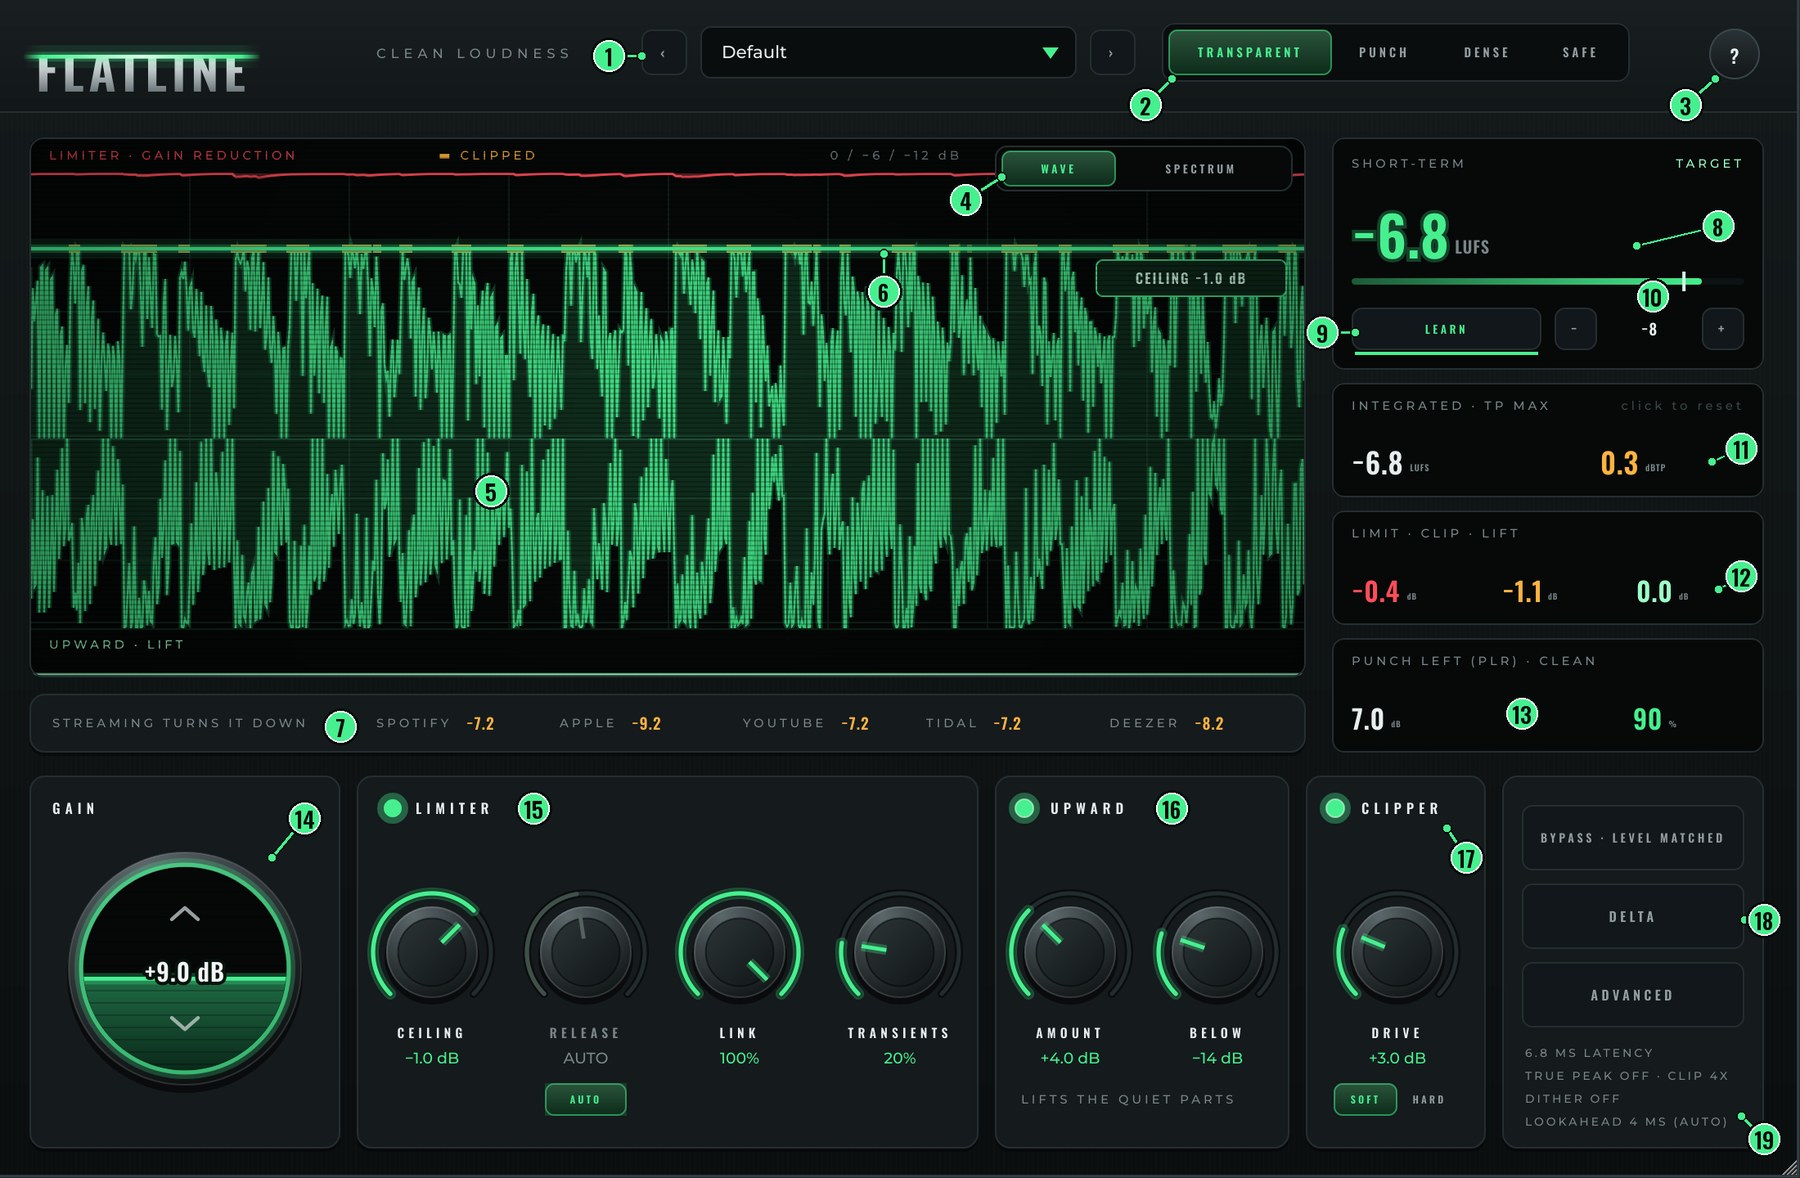 FLATLINE
CLEAN LOUDNESS
1
‹
Default
›
TRANSPARENT
PUNCH
DENSE
SAFE
?
2
3
LIMITER · GAIN REDUCTION
CLIPPED
0 / −6 / −12 dB
WAVE
SPECTRUM
4
CEILING −1.0 dB
6
5
UPWARD · LIFT
SHORT-TERM
TARGET
−6.8 LUFS
8
10
9
LEARN
−
−8
+
INTEGRATED · TP MAX
click to reset
11
−6.8 LUFS
0.3 dBTP
LIMIT · CLIP · LIFT
12
−0.4 dB
−1.1 dB
0.0 dB
PUNCH LEFT (PLR) · CLEAN
7.0 dB
13
90 %
STREAMING TURNS IT DOWN
7
SPOTIFY −7.2
APPLE −9.2
YOUTUBE −7.2
TIDAL −7.2
DEEZER −8.2
GAIN
14
+9.0 dB
LIMITER
15
CEILING
−1.0 dB
RELEASE
AUTO
AUTO
LINK
100%
TRANSIENTS
20%
UPWARD
16
AMOUNT
+4.0 dB
BELOW
−14 dB
LIFTS THE QUIET PARTS
CLIPPER
17
DRIVE
+3.0 dB
SOFT
HARD
BYPASS · LEVEL MATCHED
DELTA
18
ADVANCED
6.8 MS LATENCY
TRUE PEAK OFF · CLIP 4X
DITHER OFF
LOOKAHEAD 4 MS (AUTO)
19